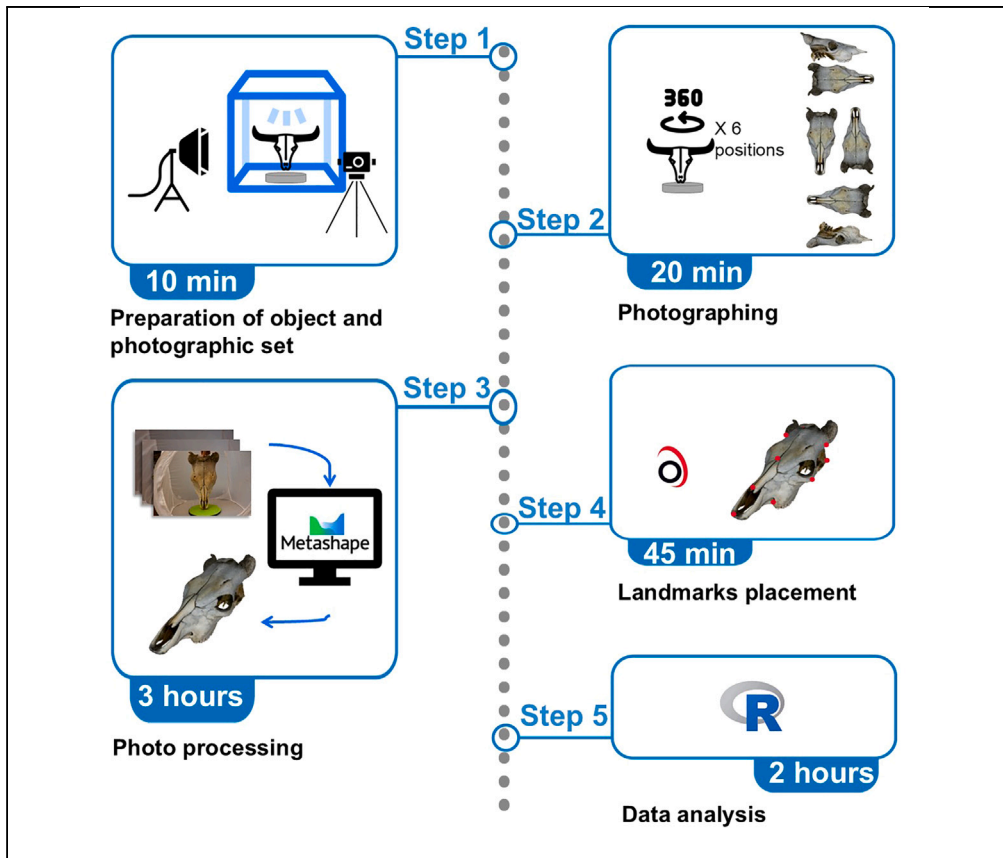 Step 1
10 min
Preparation of object and
photographic set
360
X 6
positions
Step 2
20 min
Photographing
Step 3
Metashape
3 hours
Photo processing
Step 4
45 min
Landmarks placement
Step 5
R
2 hours
Data analysis